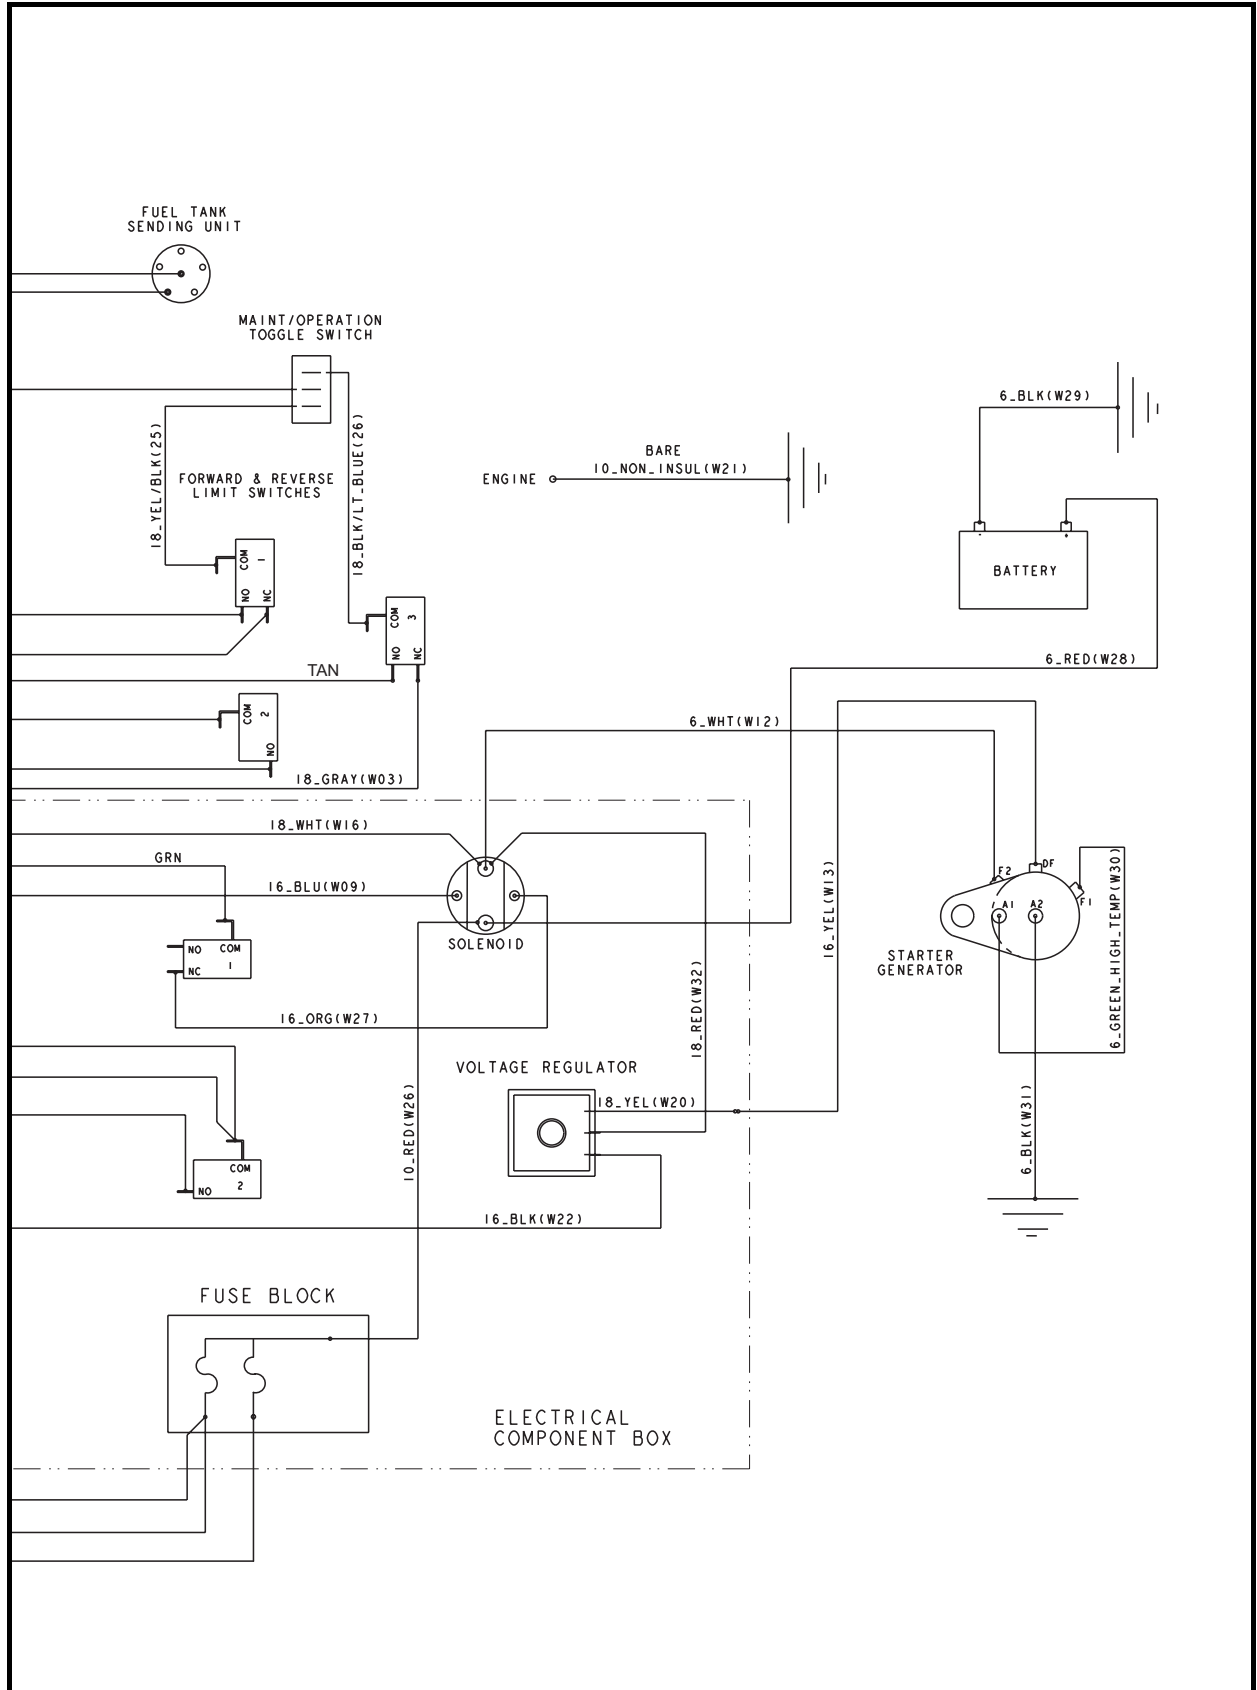 FUEL TANK
SENDING UNIT
MAINT/OPERATION
TOGGLE SWITCH
18_YEL/BLK(25)
18_BLK/LT_BLUE(26)
FORWARD & REVERSE
LIMIT SWITCHES
COM
1
NO
NC
COM
3
NO
NC
TAN
COM
2
NO
18_GRAY(W03)
ENGINE
BARE
10_NON_INSUL(W21)
6_BLK(W29)
-
+
BATTERY
6_RED(W28)
6_WHT(W12)
18_WHT(W16)
GRN
16_BLU(W09)
SOLENOID
NO
COM
1
NC
16_ORG(W27)
18_RED(W32)
16_YEL(W13)
F2
DF
F1
A1
A2
STARTER
GENERATOR
6_GREEN_HIGH_TEMP(W30)
6_BLK(W31)
VOLTAGE REGULATOR
18_YEL(W20)
10_RED(W26)
COM
2
NO
16_BLK(W22)
FUSE BLOCK
ELECTRICAL
COMPONENT BOX